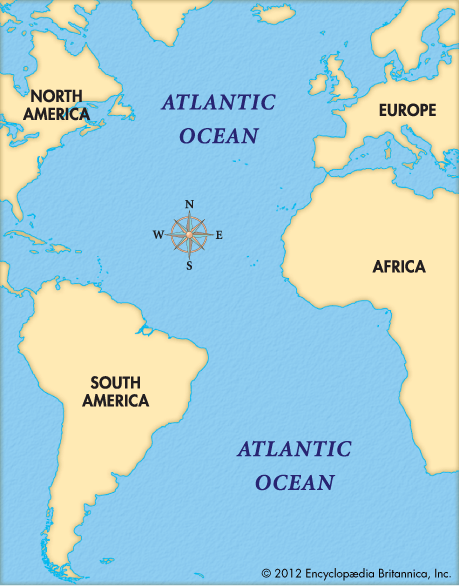 ATLANTIC
OCEAN
NORTH
AMERICA
EUROPE
N
W
E
S
AFRICA
SOUTH
AMERICA
ATLANTIC
OCEAN
© 2012 Encyclopædia Britannica, Inc.